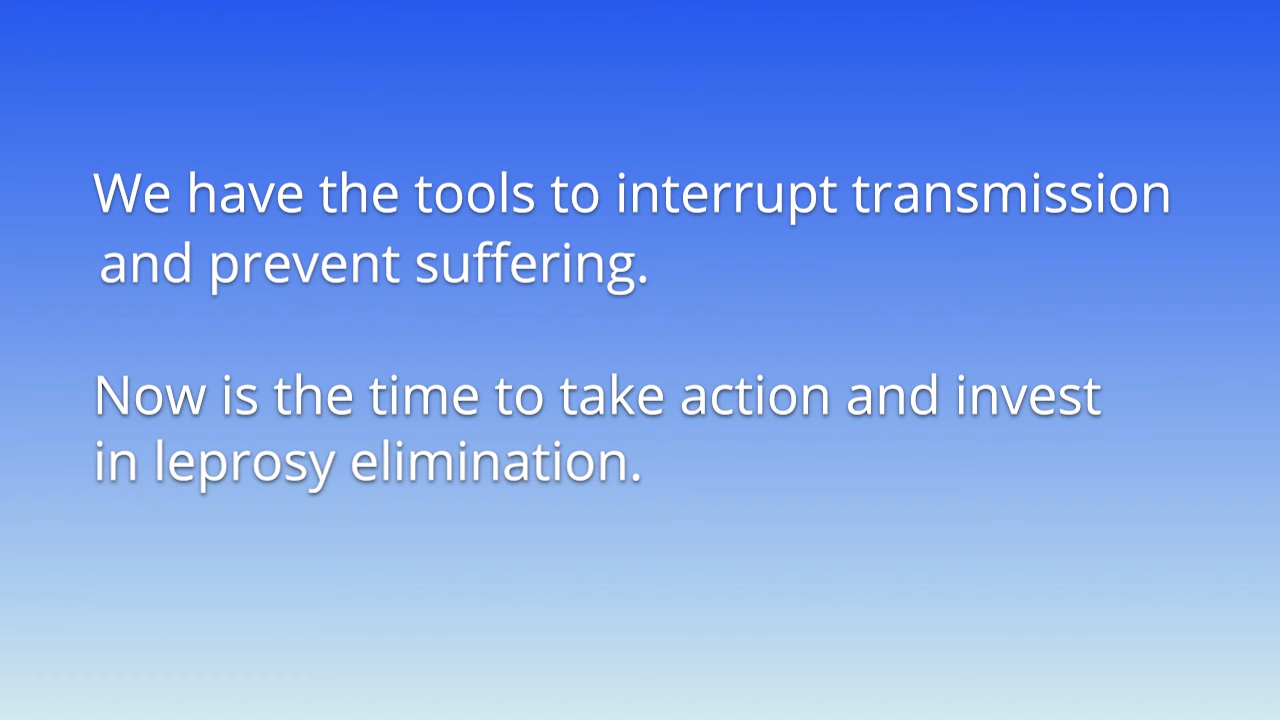 We have the tools to interrupt transmission
and prevent suffering.
Now is the time to take action and invest
in leprosy elimination.